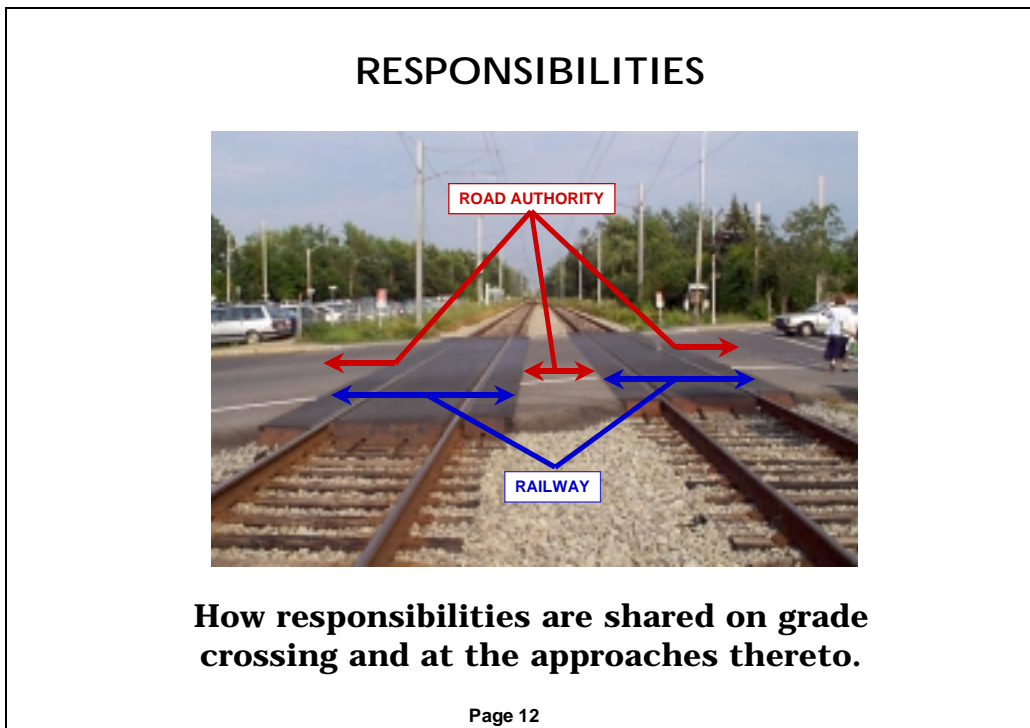 RESPONSIBILITIES
ROAD AUTHORITY
RAILWAY
How responsibilities are shared on grade
crossing and at the approaches thereto.
Page 12